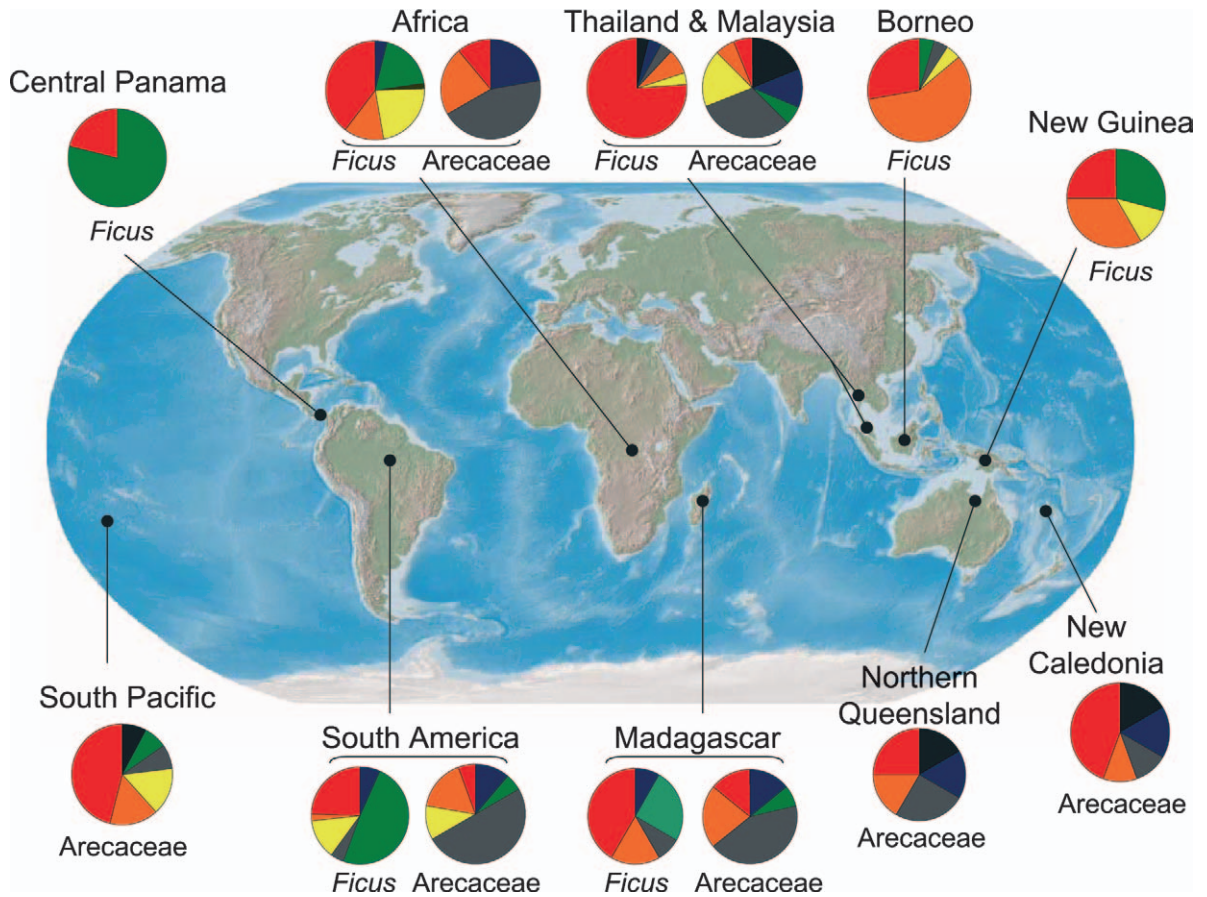 Africa
Thailand & Malaysia
Borneo
Central Panama
New Guinea
Ficus
Arecaceae
Ficus
Arecaceae
Ficus
Ficus
Ficus
New
Caledonia
Northern
Queensland
South Pacific
South America
Madagascar
Arecaceae
Arecaceae
Arecaceae
Ficus
Arecaceae
Ficus
Arecaceae